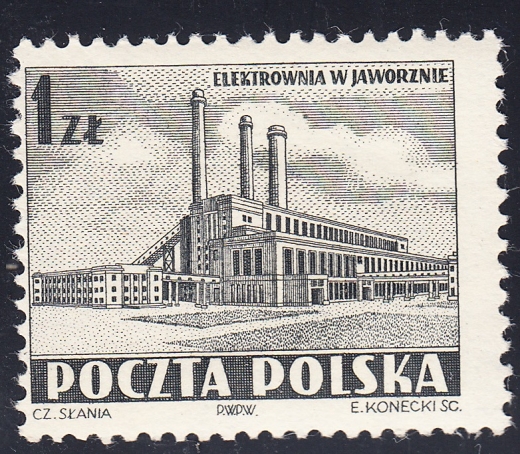 ELEKTROWNIA W JAWORZNIE
1 ZŁ
POCZTA POLSKA
CZ. SŁANIA P.W.P.W. E. KONECKI SC.